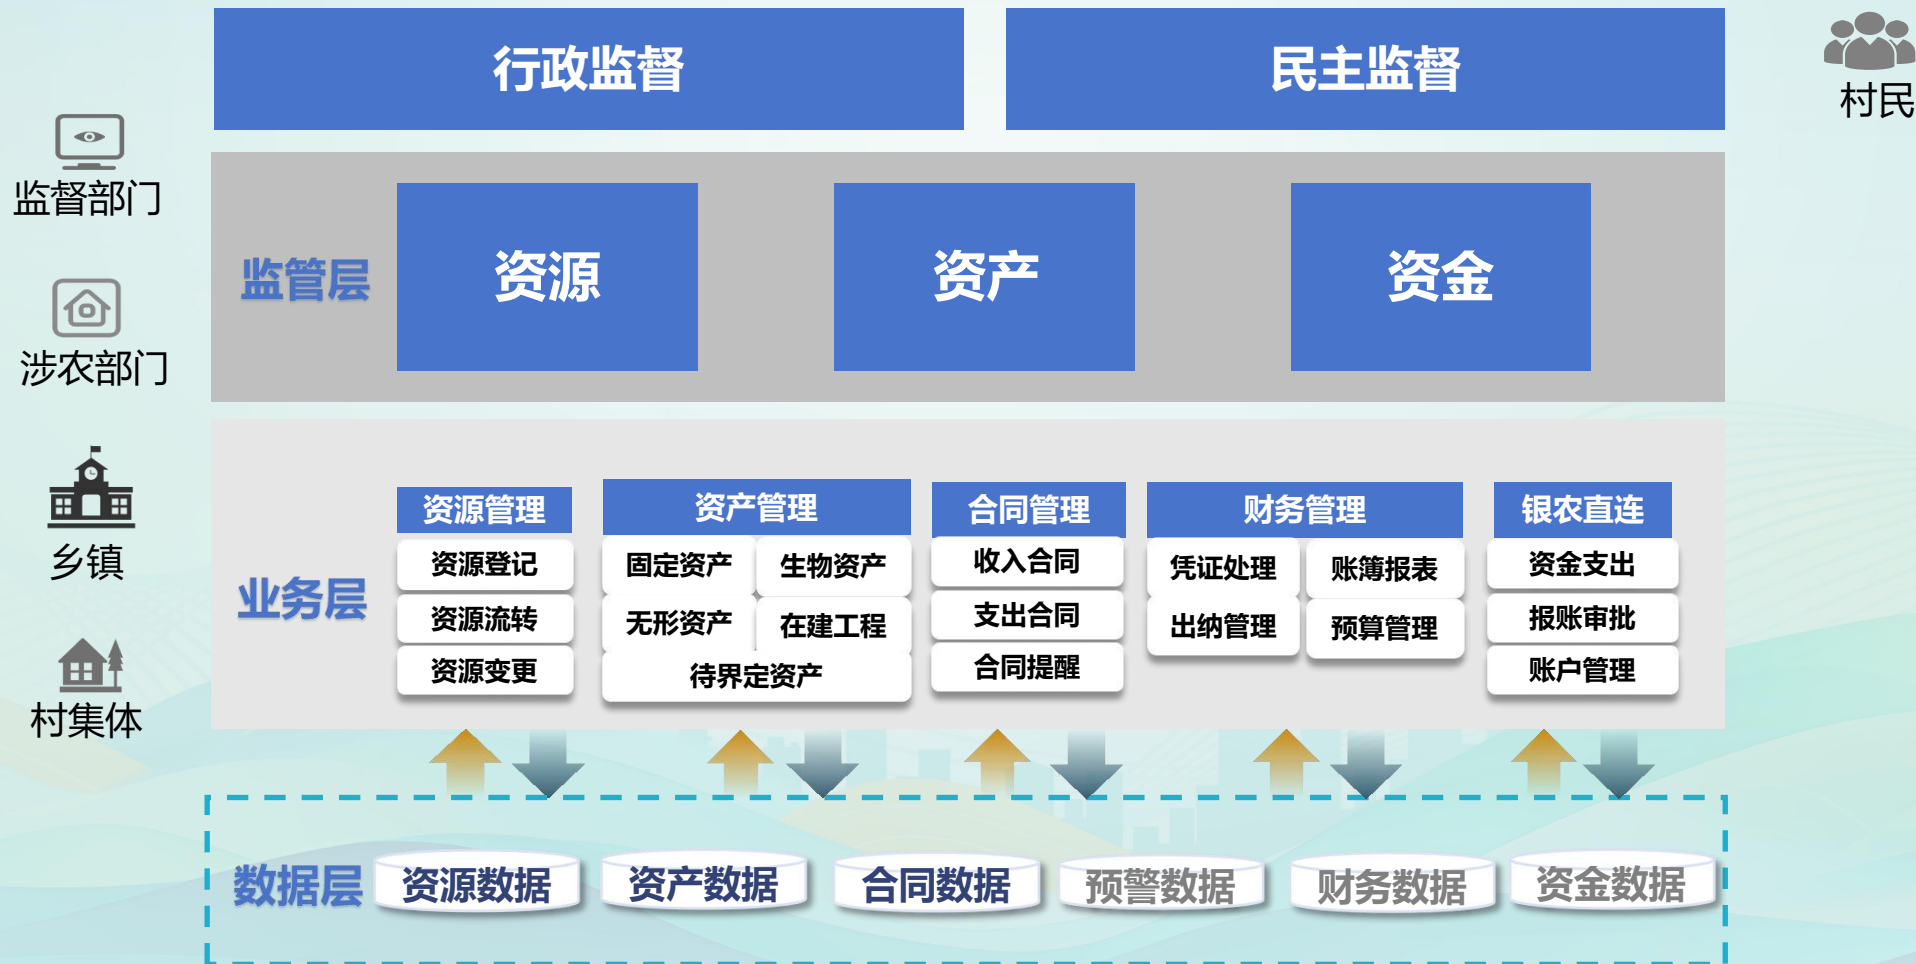 行政监督
民主监督
村民
监督部门
涉农部门
乡镇
村集体
监管层
资源
资产
资金
业务层
资源管理
资源登记
资源流转
资源变更
资产管理
固定资产
生物资产
无形资产
在建工程
待界定资产
合同管理
收入合同
支出合同
合同提醒
财务管理
凭证处理
账簿报表
出纳管理
预算管理
银农直连
资金支出
报账审批
账户管理
数据层
资源数据
资产数据
合同数据
预警数据
财务数据
资金数据